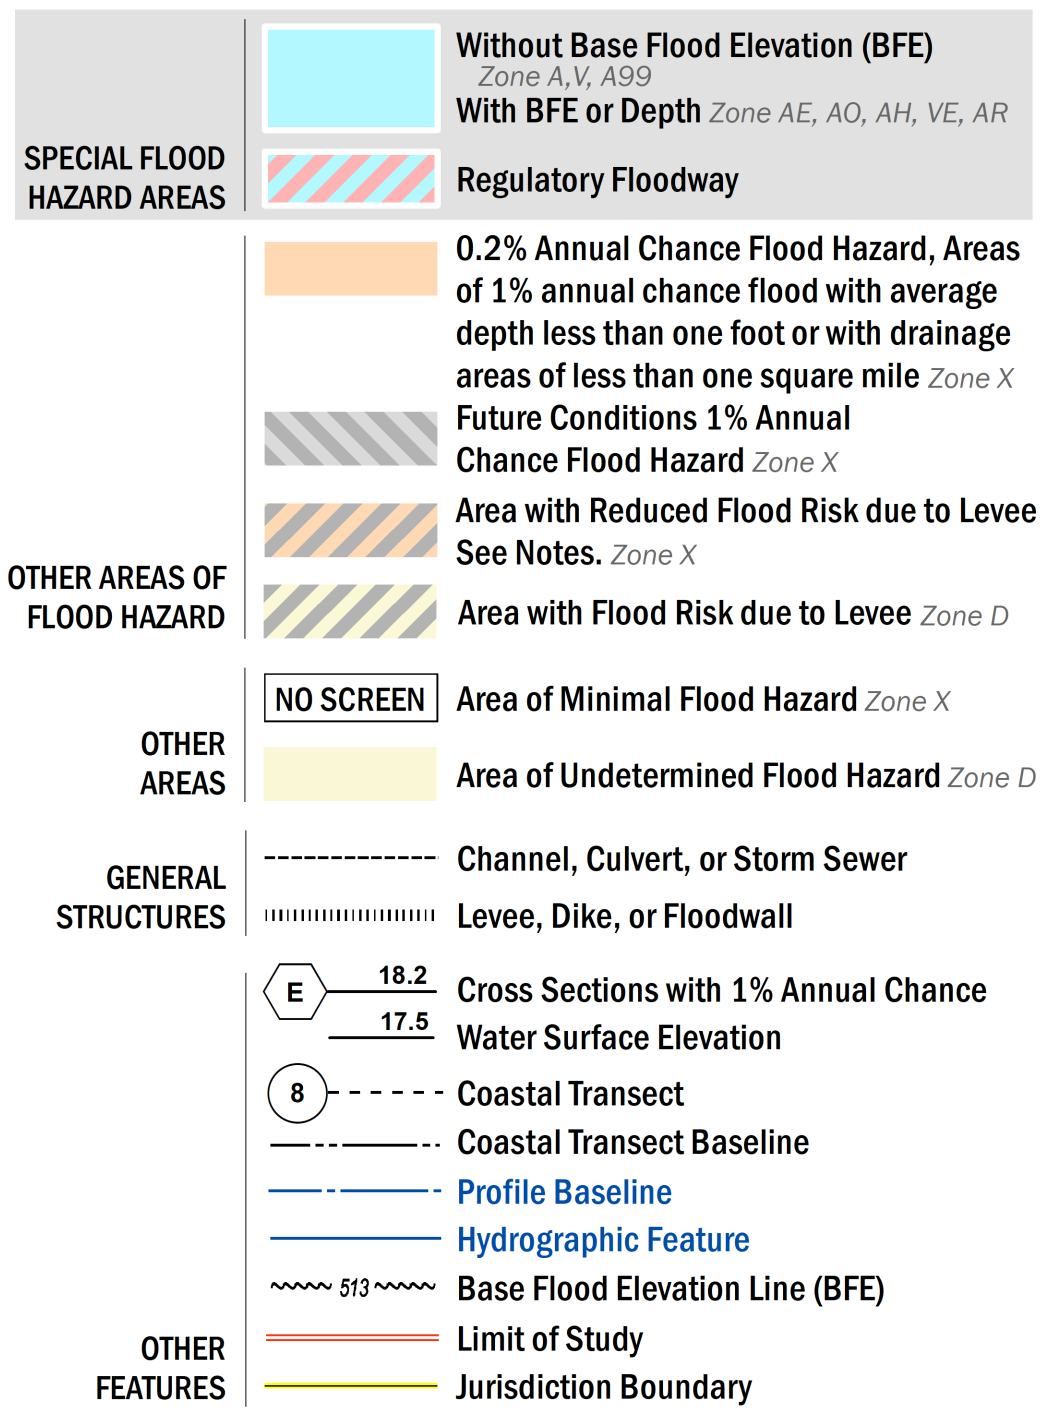 SPECIAL FLOOD
HAZARD AREAS
Without Base Flood Elevation (BFE)
Zone A,V, A99
With BFE or Depth Zone AE, AO, AH, VE, AR
Regulatory Floodway
OTHER AREAS OF
FLOOD HAZARD
0.2% Annual Chance Flood Hazard, Areas
of 1% annual chance flood with average
depth less than one foot or with drainage
areas of less than one square mile Zone X
Future Conditions 1% Annual
Chance Flood Hazard Zone X
Area with Reduced Flood Risk due to Levee
See Notes. Zone X
Area with Flood Risk due to Levee Zone D
OTHER
AREAS
NO SCREEN Area of Minimal Flood Hazard Zone X
Area of Undetermined Flood Hazard Zone D
GENERAL
STRUCTURES
Channel, Culvert, or Storm Sewer
Levee, Dike, or Floodwall
OTHER
FEATURES
E 18.2 Cross Sections with 1% Annual Chance
17.5 Water Surface Elevation
8 Coastal Transect
Coastal Transect Baseline
Profile Baseline
Hydrographic Feature
513 Base Flood Elevation Line (BFE)
Limit of Study
Jurisdiction Boundary